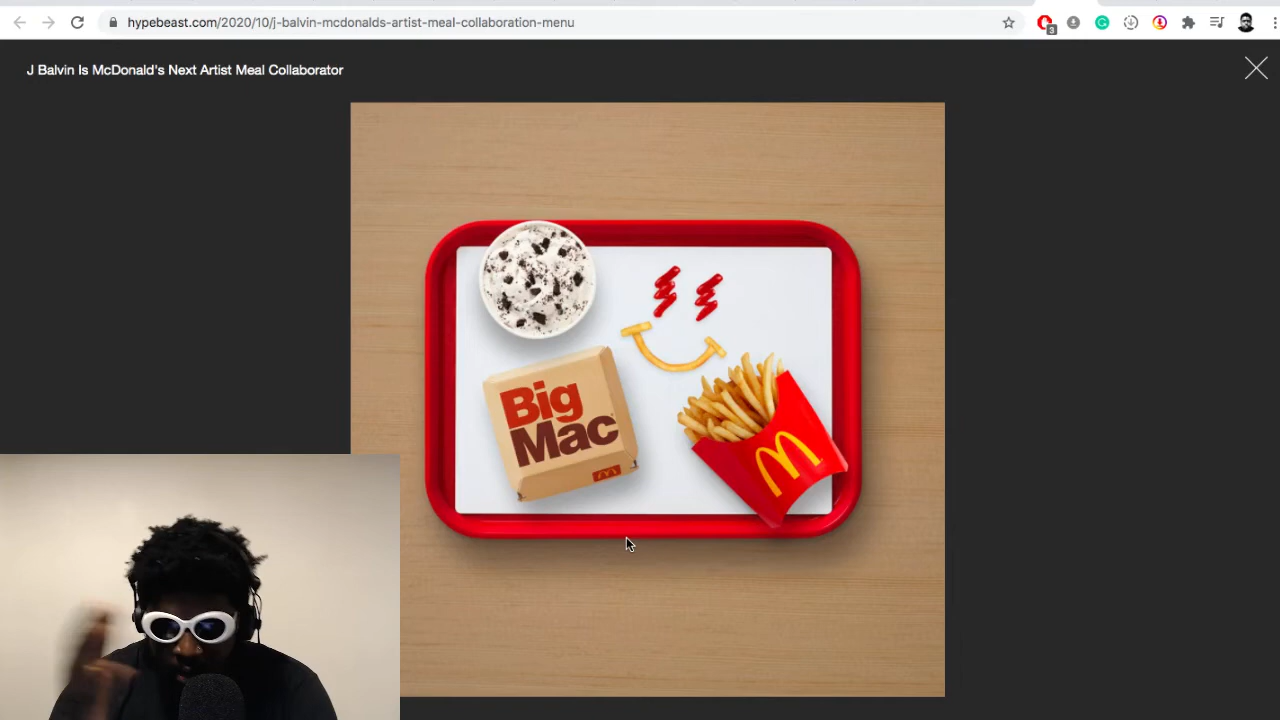 hypebeast.com/2020/10/j-balvin-mcdonalds-artist-meal-collaboration-menu
3
J Balvin Is McDonald's Next Artist Meal Collaborator
Big
Mac